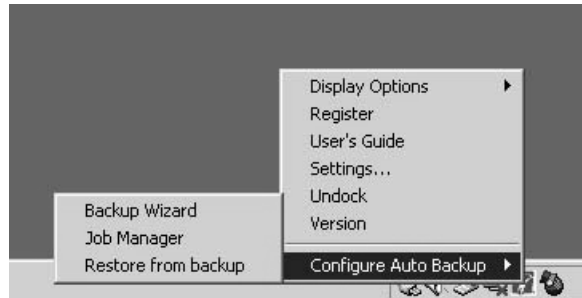 Display Options
Register
User's Guide
Settings...
Undock
Version
Configure Auto Backup
Backup Wizard
Job Manager
Restore from backup